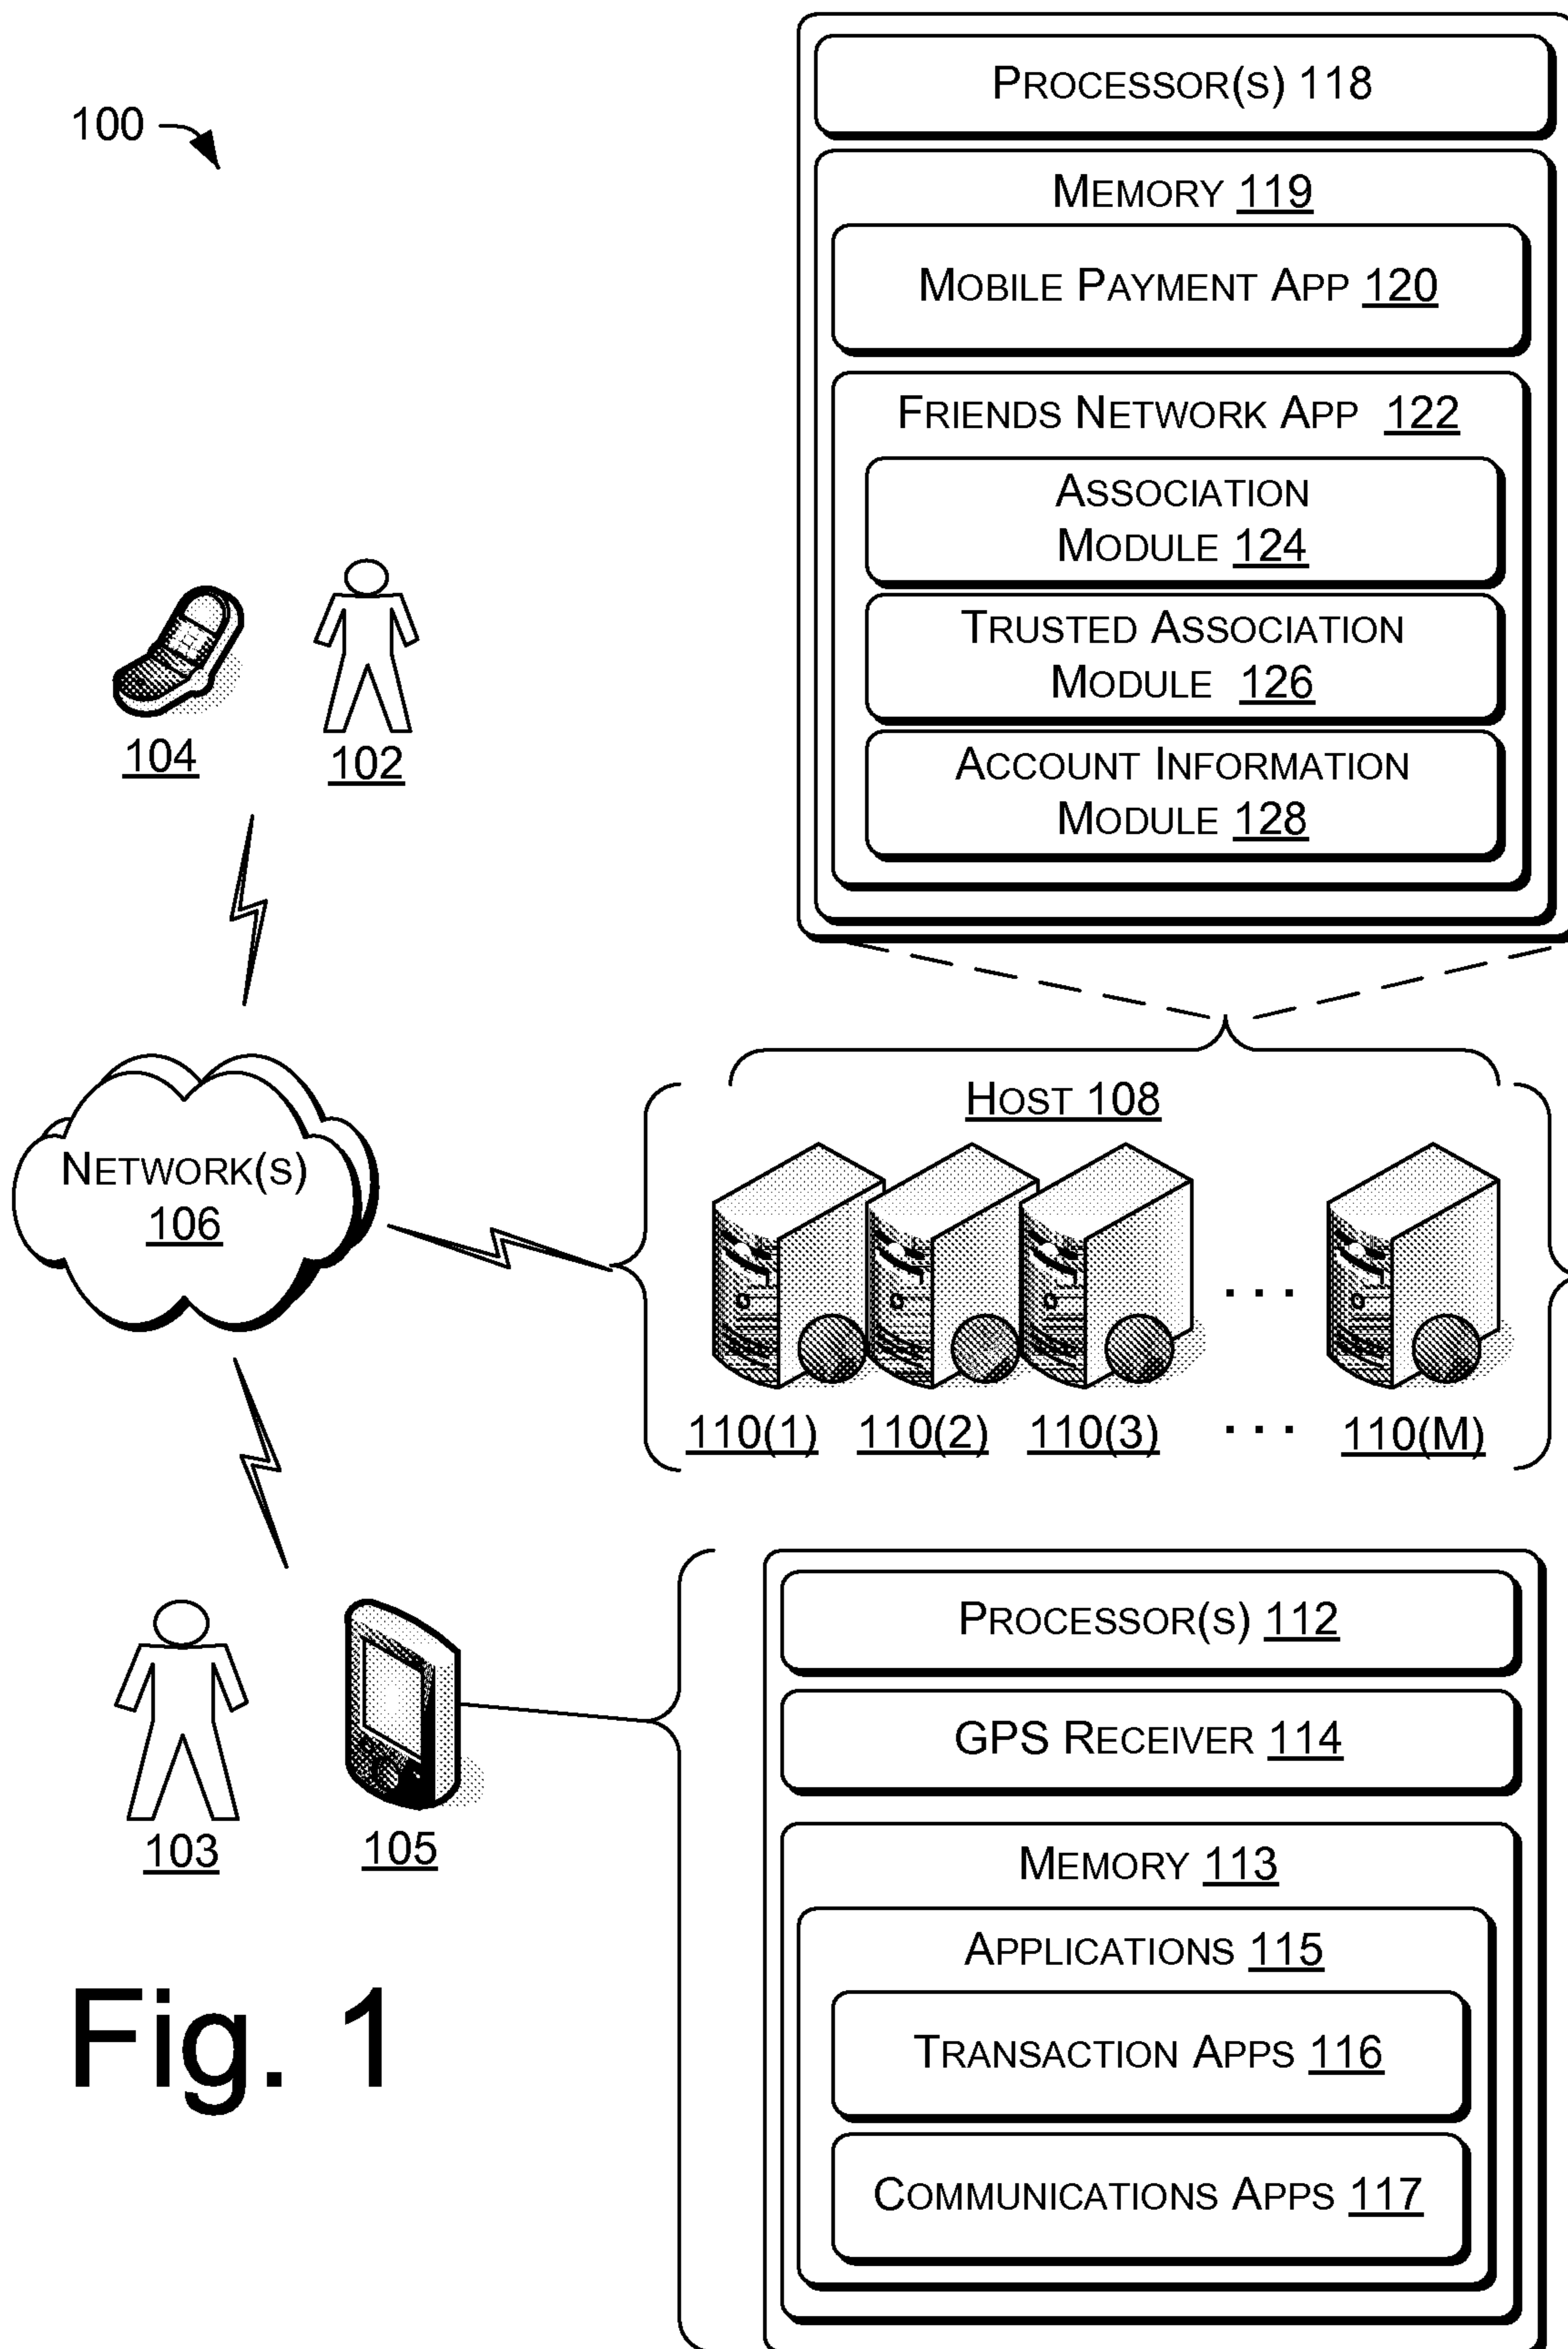 100
PROCESSOR(S) 118
MEMORY 119
MOBILE PAYMENT APP 120
FRIENDS NETWORK APP 122
ASSOCIATION
MODULE 124
TRUSTED ASSOCIATION
MODULE 126
ACCOUNT INFORMATION
MODULE 128
104
102
NETWORK(S)
106
HOST 108
110(1) 110(2) 110(3) ... 110(M)
103
105
PROCESSOR(S) 112
GPS RECEIVER 114
MEMORY 113
APPLICATIONS 115
TRANSACTION APPS 116
COMMUNICATIONS APPS 117
Fig. 1